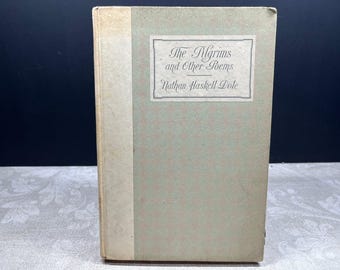 The Pilgrims
and Other Poems
Nathan Haskell Dole